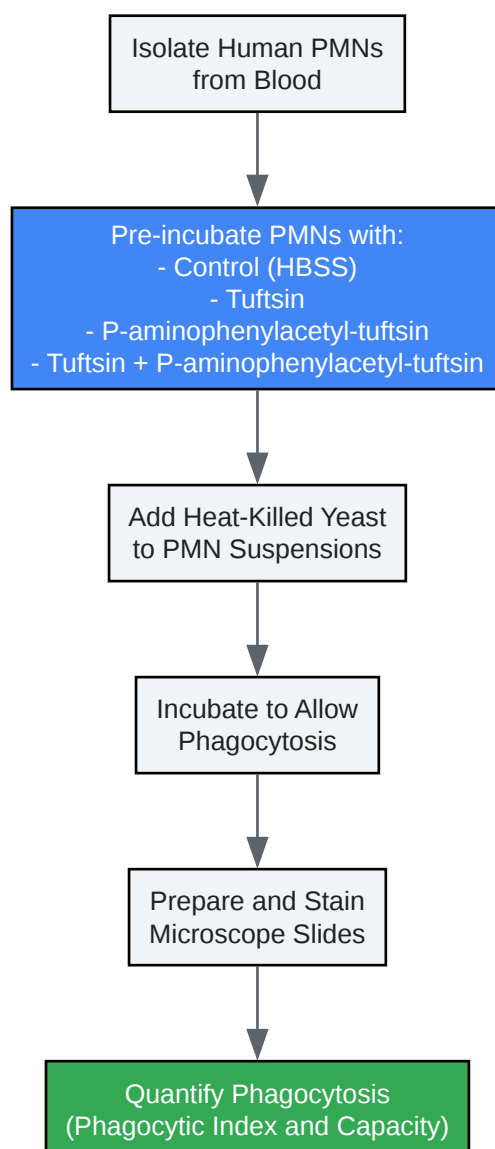 Isolate Human PMNs
from Blood
Pre-incubate PMNs with:
- Control (HBSS)
- Tuftsin
- P-aminophenylacetyl-tuftsin
- Tuftsin + P-aminophenylacetyl-tuftsin
Add Heat-Killed Yeast
to PMN Suspensions
Incubate to Allow
Phagocytosis
Prepare and Stain
Microscope Slides
Quantify Phagocytosis
(Phagocytic Index and Capacity)